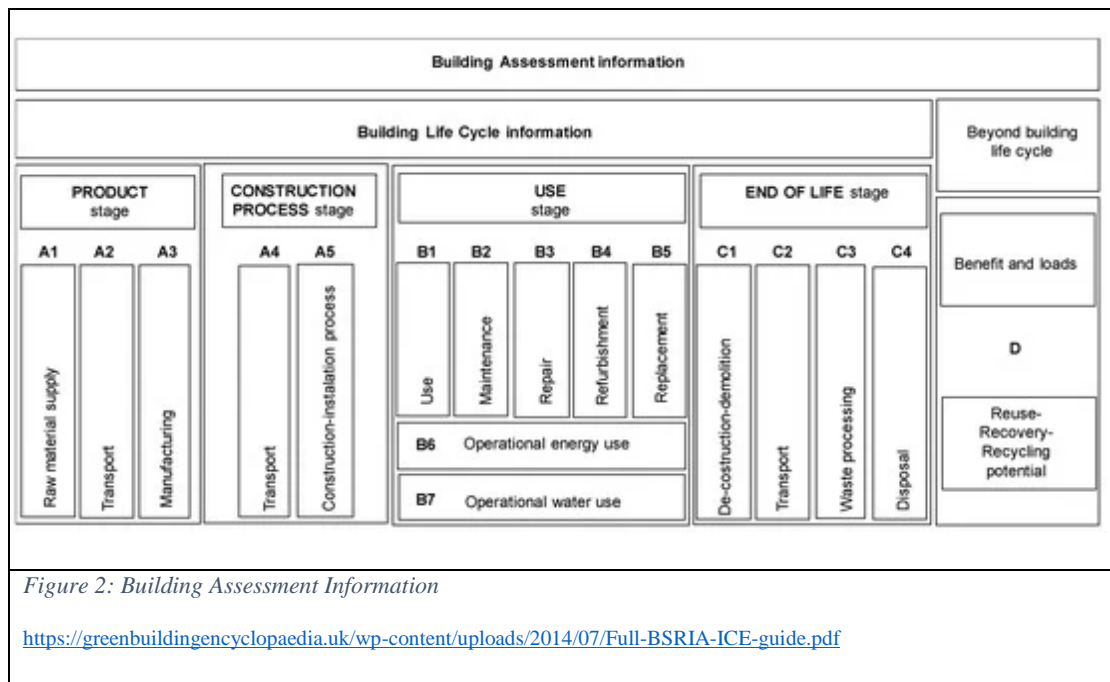 Building Assessment information
Building Life Cycle information
Beyond building
life cycle
PRODUCT
stage
A1 A2 A3
Raw material supply
Transport
Manufacturing
CONSTRUCTION
PROCESS stage
A4 A5
Transport
Construction-instalation process
USE
stage
B1 B2 B3 B4 B5
Use
Maintenance
Repair
Refurbishment
Replacement
B6 Operational energy use
B7 Operational water use
END OF LIFE stage
C1 C2 C3 C4
De-costruction-demolition
Transport
Waste processing
Disposal
Benefit and loads
D
Reuse-
Recovery-
Recycling
potential
Figure 2: Building Assessment Information
https://greenbuildingencyclopaedia.uk/wp-content/uploads/2014/07/Full-BSRIA-ICE-guide.pdf